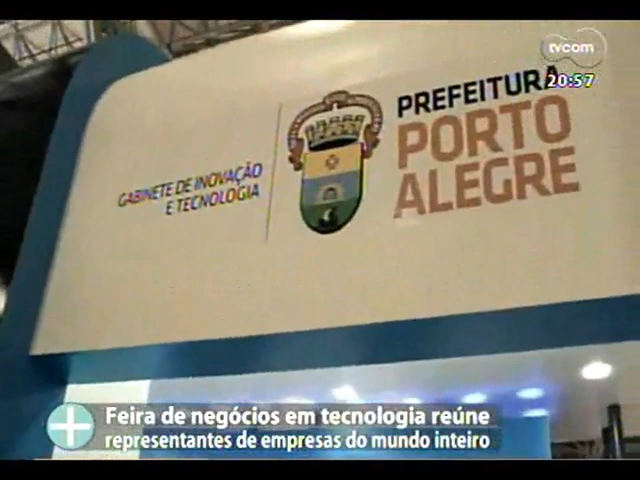 tvcom
20:57
PREFEITURA
PORTO
ALEGRE
GABINETE DE INOVAÇÃO
E TECNOLOGIA
Feira de negócios em tecnologia reúne
representantes de empresas do mundo inteiro